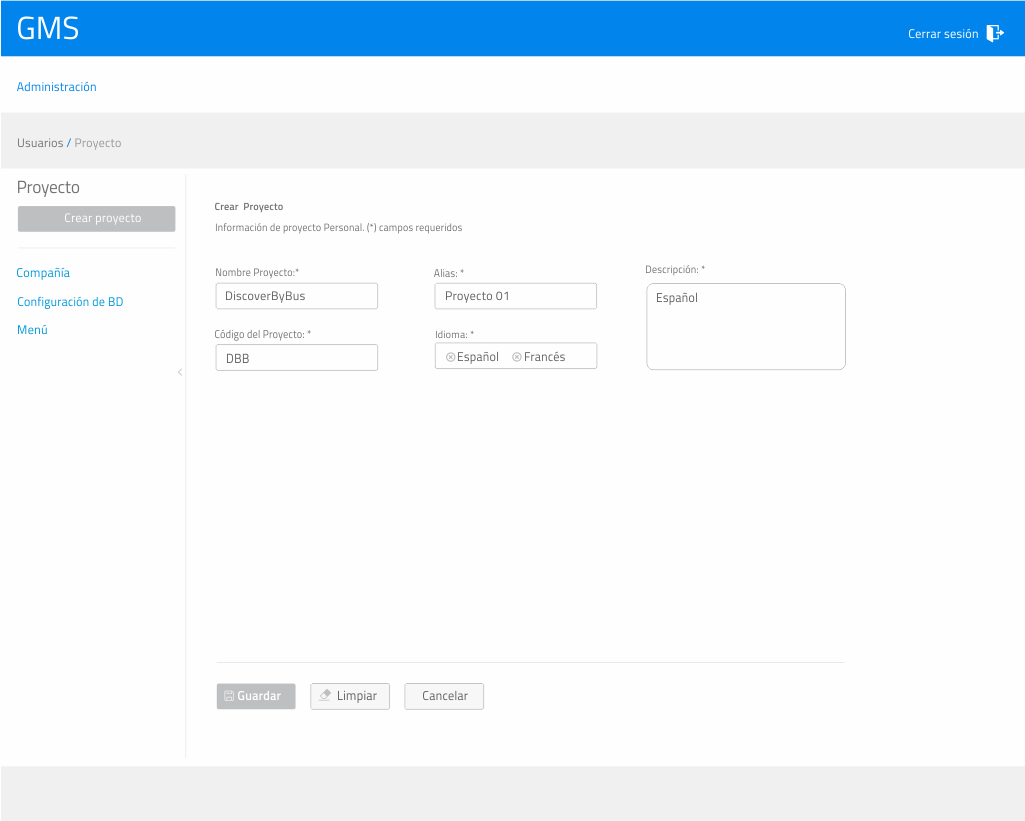 GMS
Cerrar sesión
Administración
Usuarios / Proyecto
Proyecto
Crear proyecto
Compañía
Configuración de BD
Menú
Crear Proyecto
Información de proyecto Personal. (*) campos requeridos
Nombre Proyecto:*
DiscoverByBus
Alias: *
Proyecto 01
Descripción: *
Español
Código del Proyecto: *
DBB
Idioma: *
Español Francés
Guardar
Limpiar
Cancelar